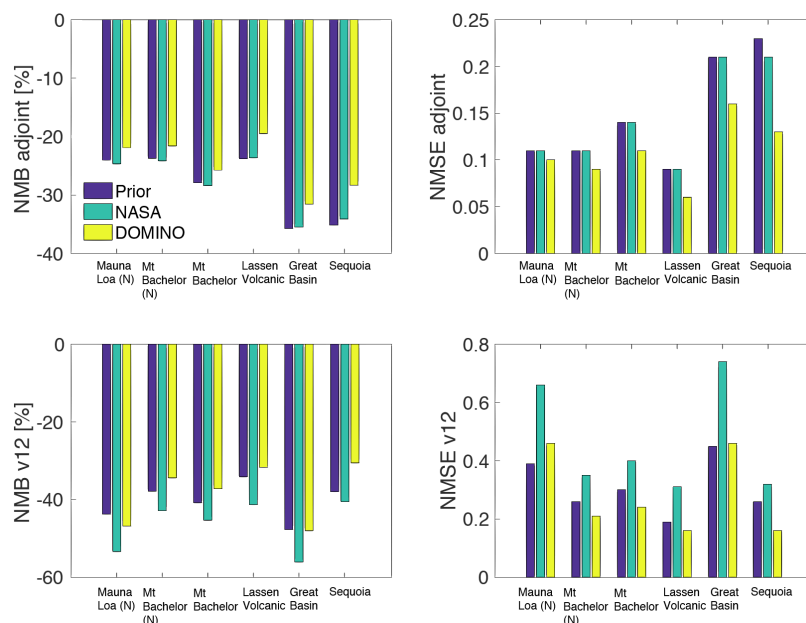 0
-10
-20
-30
-40
NMB adjoint [%]
Prior
NASA
DOMINO
Mauna Loa (N)
Mt Bachelor (N)
Mt Bachelor
Lassen Volcanic
Great Basin
Sequoia
0.25
0.2
0.15
0.1
0.05
0
NMSE adjoint
Mauna Loa (N)
Mt Bachelor (N)
Mt Bachelor
Lassen Volcanic
Great Basin
Sequoia
0
-20
-40
-60
NMB v12 [%]
Mauna Loa (N)
Mt Bachelor (N)
Mt Bachelor
Lassen Volcanic
Great Basin
Sequoia
0.8
0.6
0.4
0.2
0
NMSE v12
Mauna Loa (N)
Mt Bachelor (N)
Mt Bachelor
Lassen Volcanic
Great Basin
Sequoia